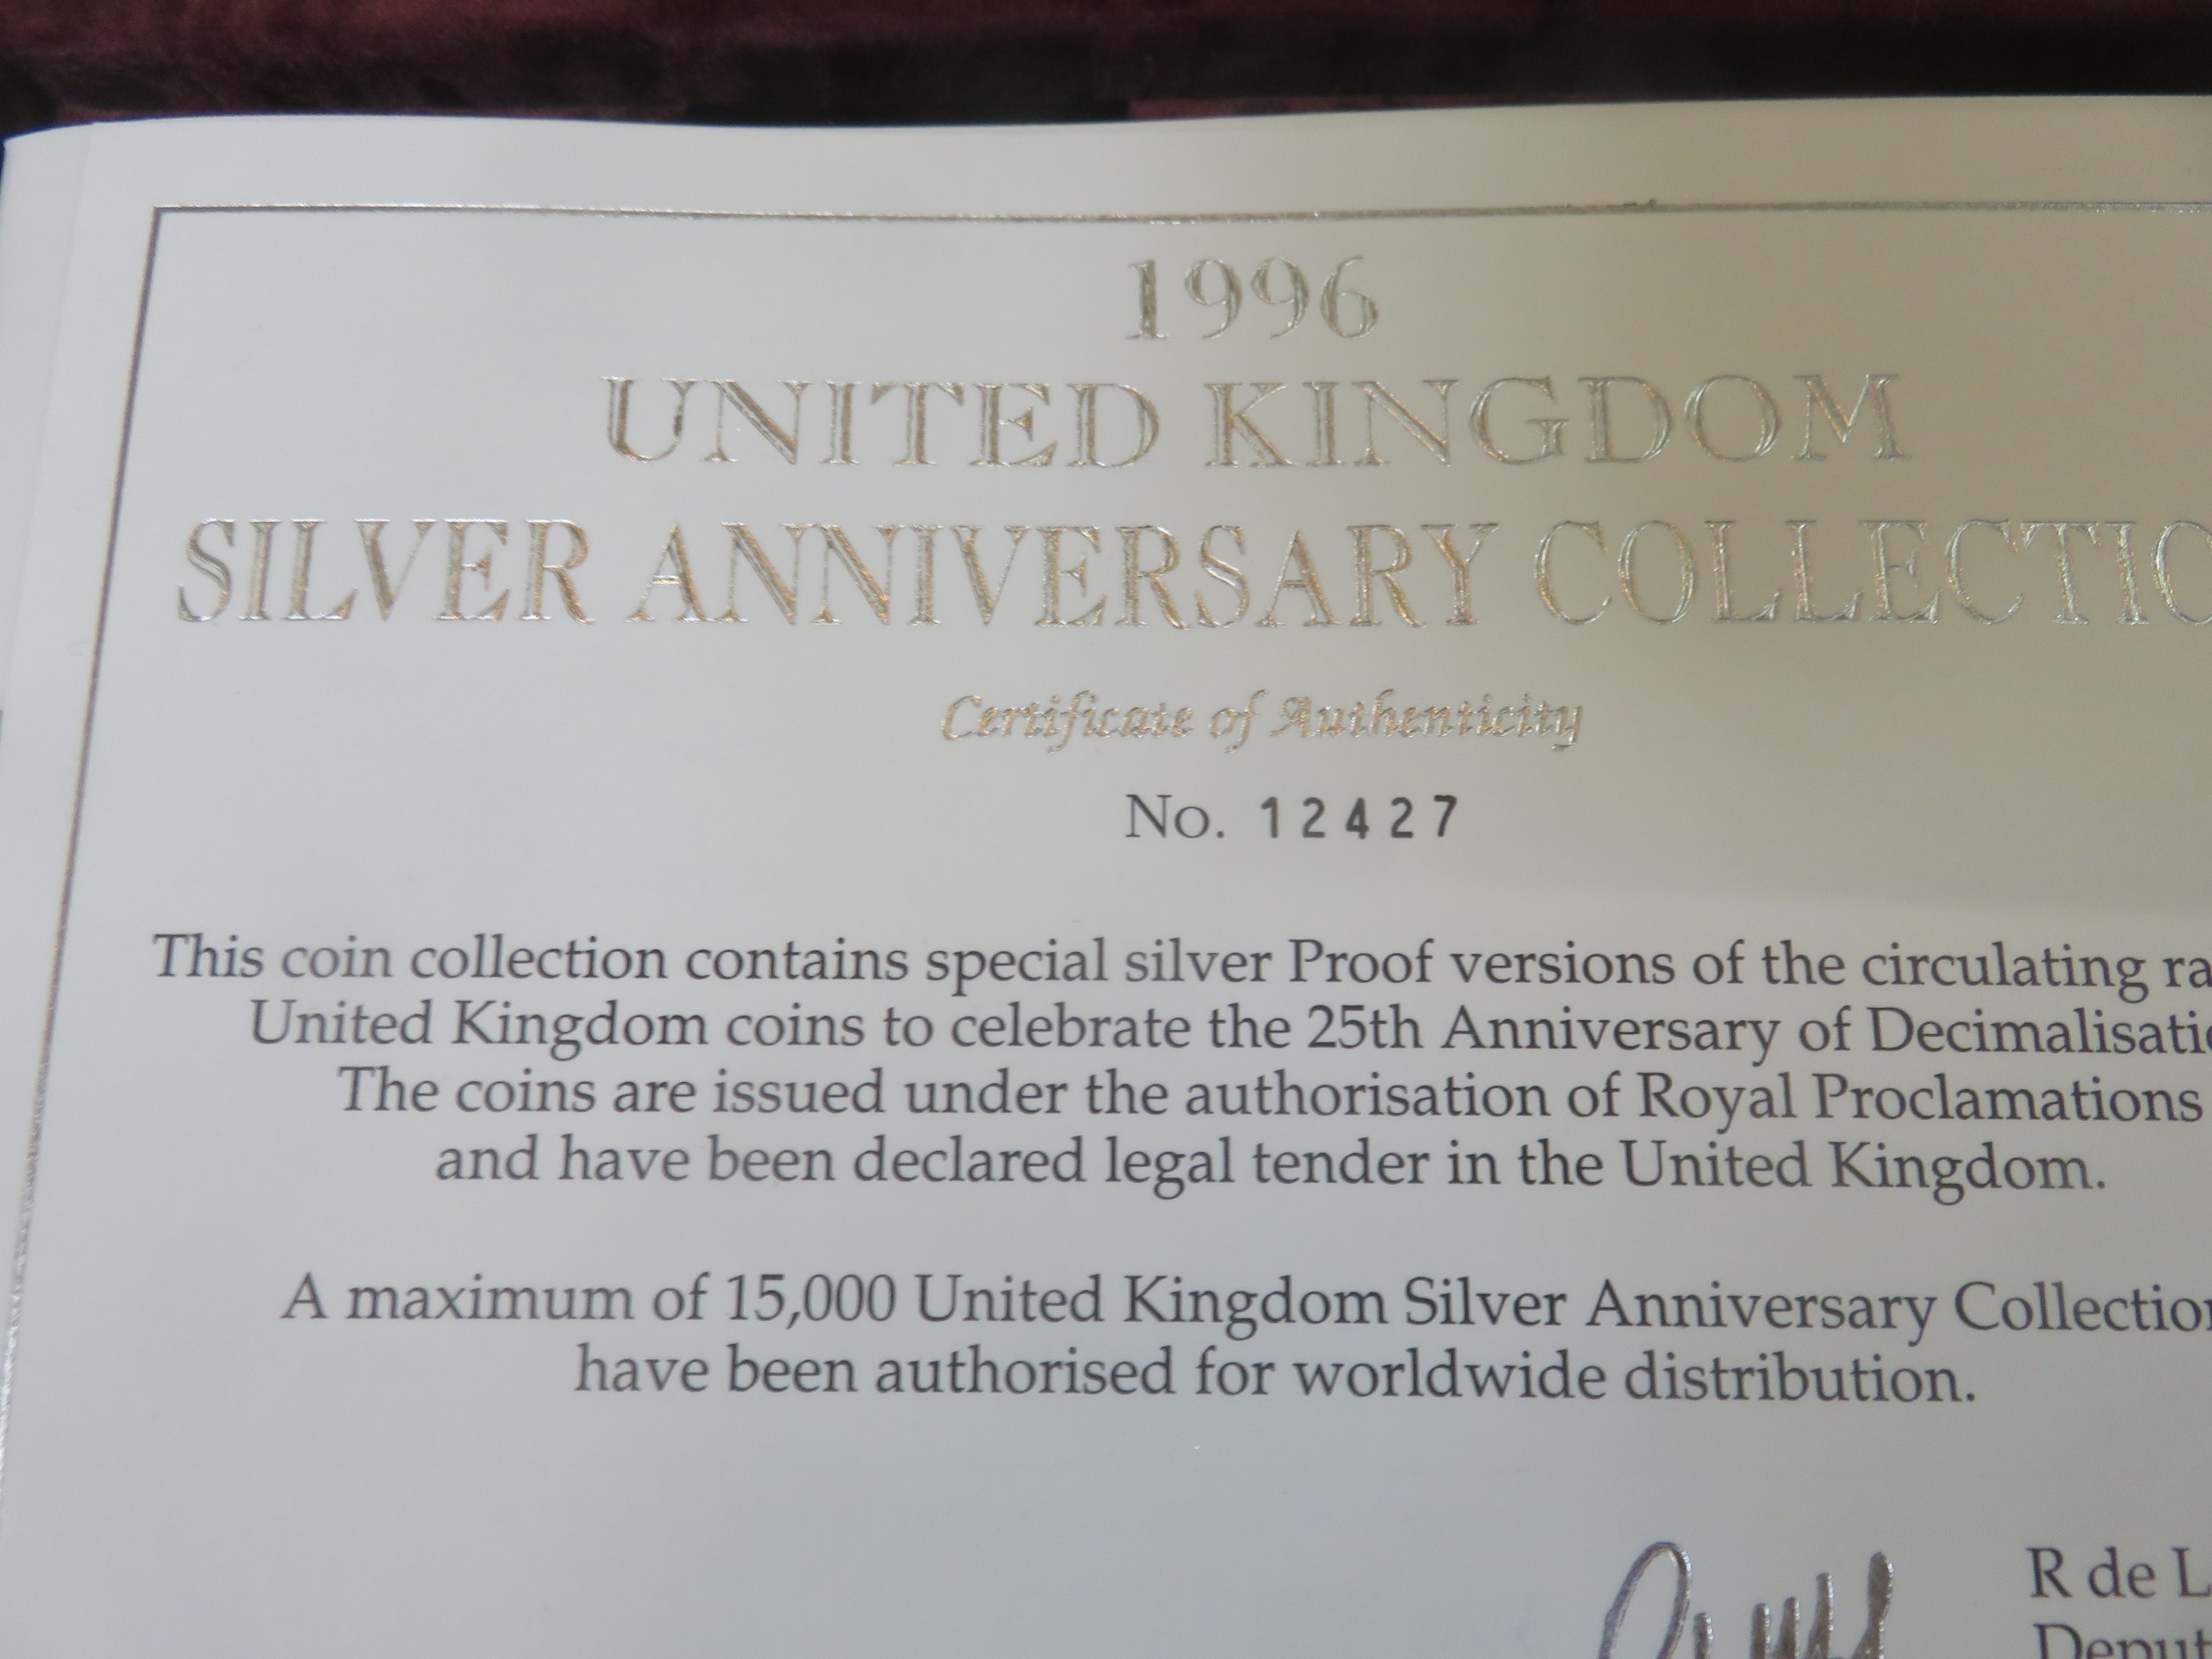 1996
UNITED KINGDOM
SILVER ANNIVERSARY COLLECTIO
Certificate of Authenticity
No. 12427
This coin collection contains special silver Proof versions of the circulating ra
United Kingdom coins to celebrate the 25th Anniversary of Decimalisatio
The coins are issued under the authorisation of Royal Proclamations
and have been declared legal tender in the United Kingdom.
A maximum of 15,000 United Kingdom Silver Anniversary Collection
have been authorised for worldwide distribution.
R de L
Deput